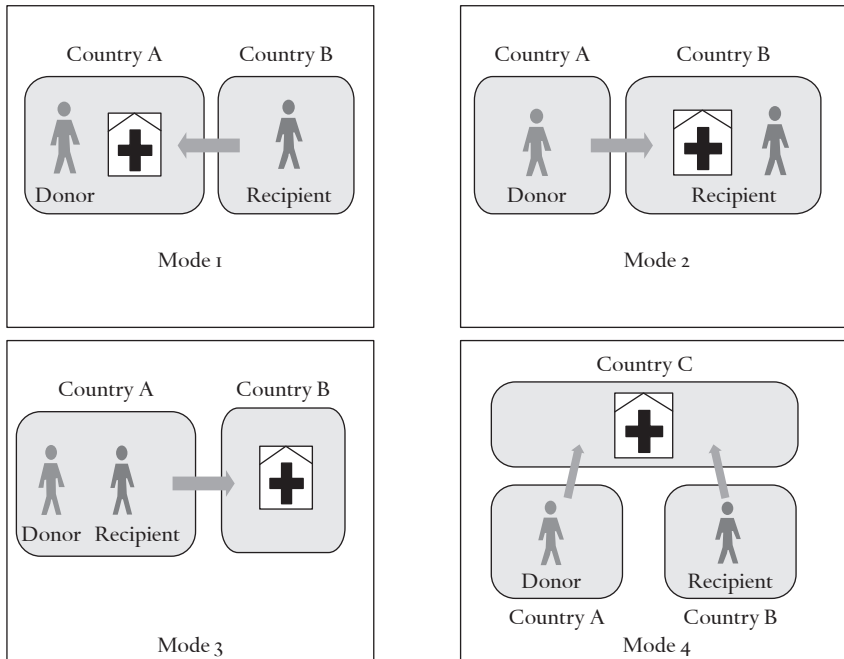 Country A
Country B
Donor
Recipient
Mode 1
Country A
Country B
Donor
Recipient
Mode 2
Country A
Country B
Donor
Recipient
Mode 3
Country C
Donor
Recipient
Country A
Country B
Mode 4